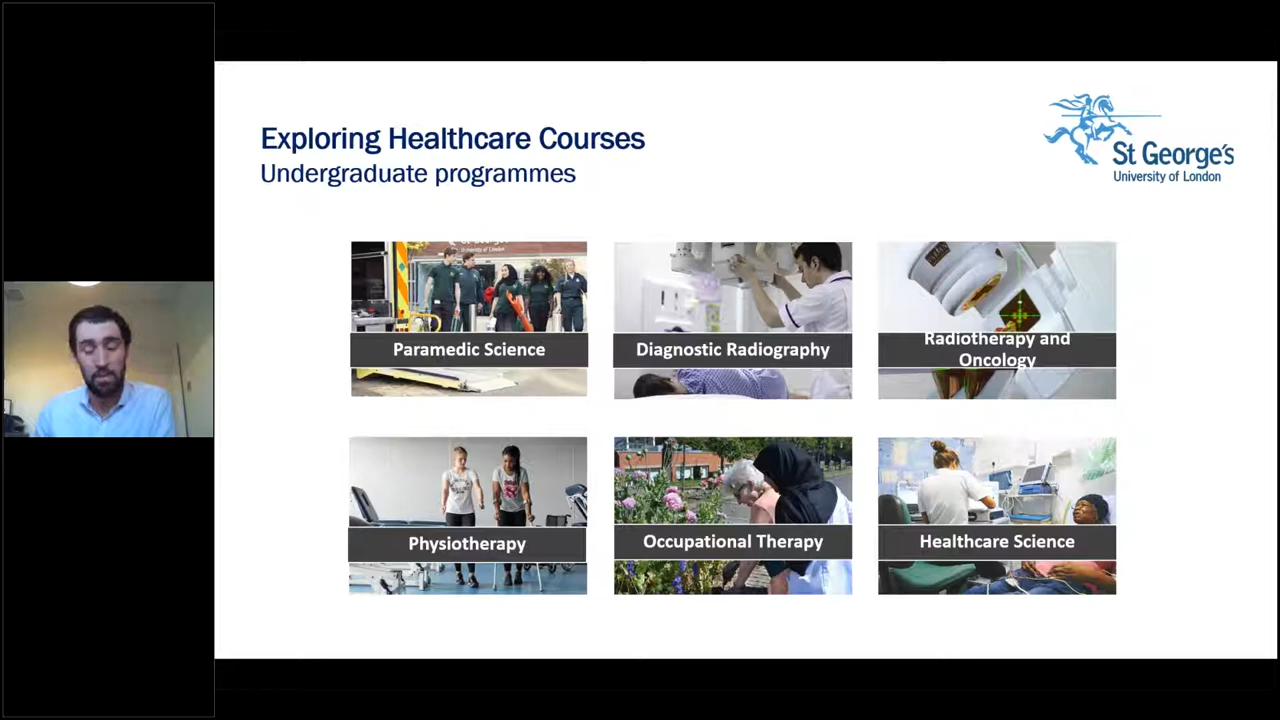 Exploring Healthcare Courses
Undergraduate programmes
St George's
University of London
Paramedic Science
Diagnostic Radiography
Radiotherapy and
Oncology
Physiotherapy
Occupational Therapy
Healthcare Science